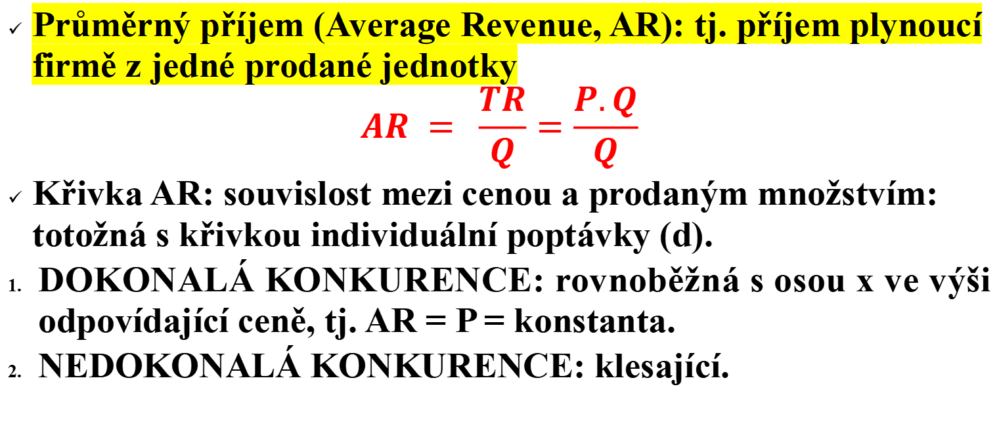 ✓ Průměrný příjem (Average Revenue, AR): tj. příjem plynoucí
firmě z jedné prodané jednotky
AR = TR/Q = P.Q/Q
✓ Křivka AR: souvislost mezi cenou a prodaným množstvím:
totožná s křivkou individuální poptávky (d).
1. DOKONALÁ KONKURENCE: rovnoběžná s osou x ve výši
odpovídající ceně, tj. AR = P = konstanta.
2. NEDOKONALÁ KONKURENCE: klesající.